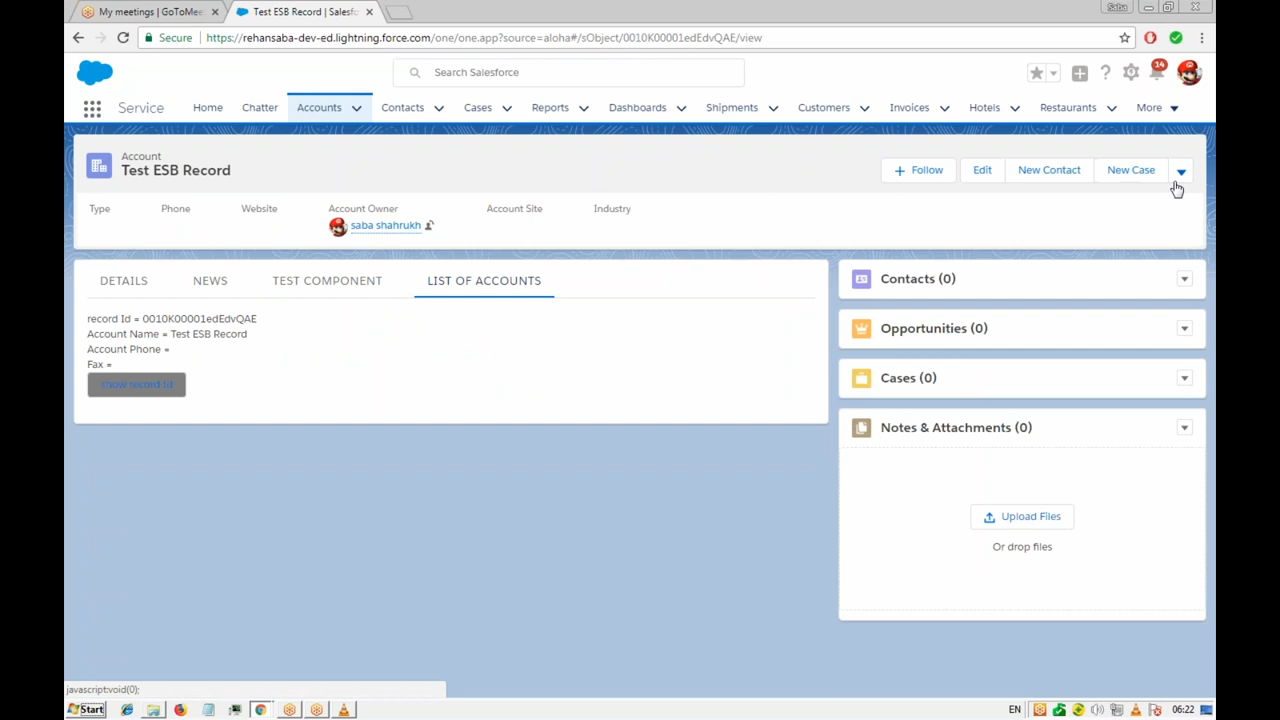 My meetings | GoToMee
Test ESB Record | Salesfo
Saba
Secure
https://rehansaba-dev-ed.lightning.force.com/one/one.app?source=aloha#/sObject/0010K00001edEdvQAE/view
Search Salesforce
14
Service
Home
Chatter
Accounts
Contacts
Cases
Reports
Dashboards
Shipments
Customers
Invoices
Hotels
Restaurants
More
Account
Test ESB Record
Follow
Edit
New Contact
New Case
Type
Phone
Website
Account Owner
Account Site
Industry
saba shahrukh
DETAILS
NEWS
TEST COMPONENT
LIST OF ACCOUNTS
record Id = 0010K00001edEdvQAE
Account Name = Test ESB Record
Account Phone =
Fax =
show record Id
Contacts (0)
Opportunities (0)
Cases (0)
Notes & Attachments (0)
Upload Files
Or drop files
javascript:void(0);
Start
EN
06:22